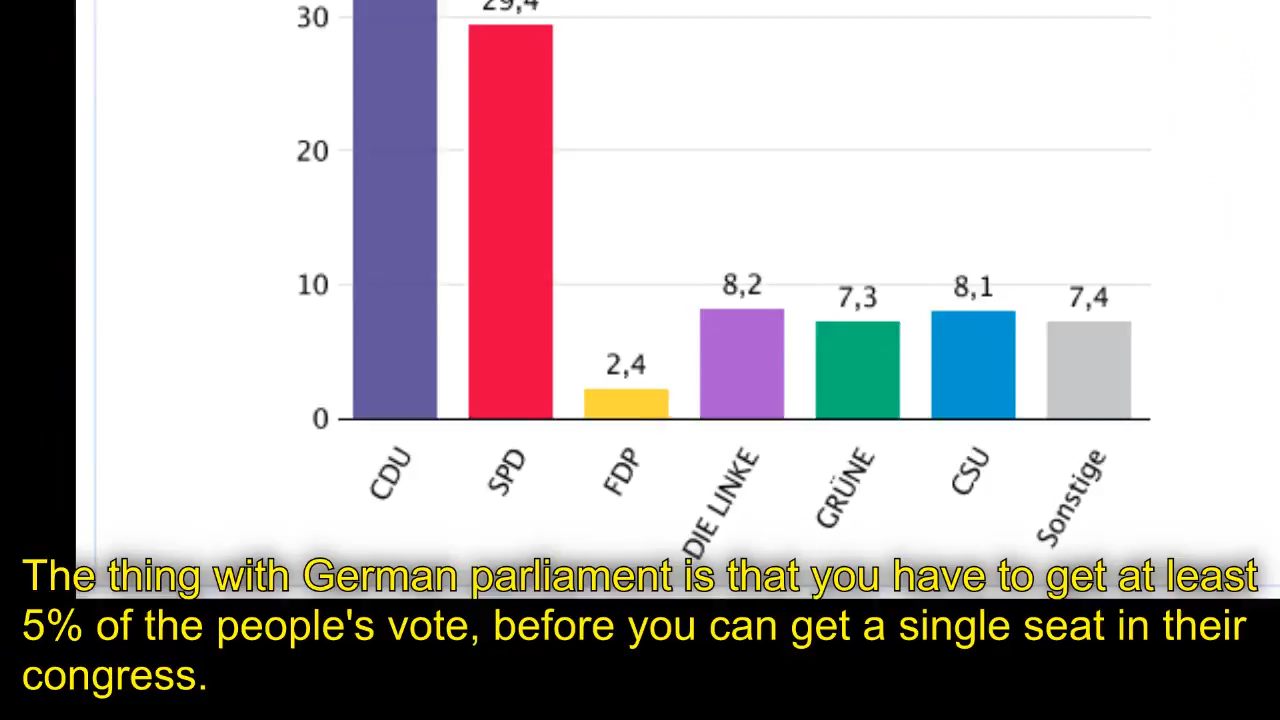 30
29,4
20
10
8,2
7,3
8,1
7,4
2,4
0
CDU
SPD
FDP
DIE LINKE
GRÜNE
CSU
Sonstige
The thing with German parliament is that you have to get at least
5% of the people's vote, before you can get a single seat in their
congress.